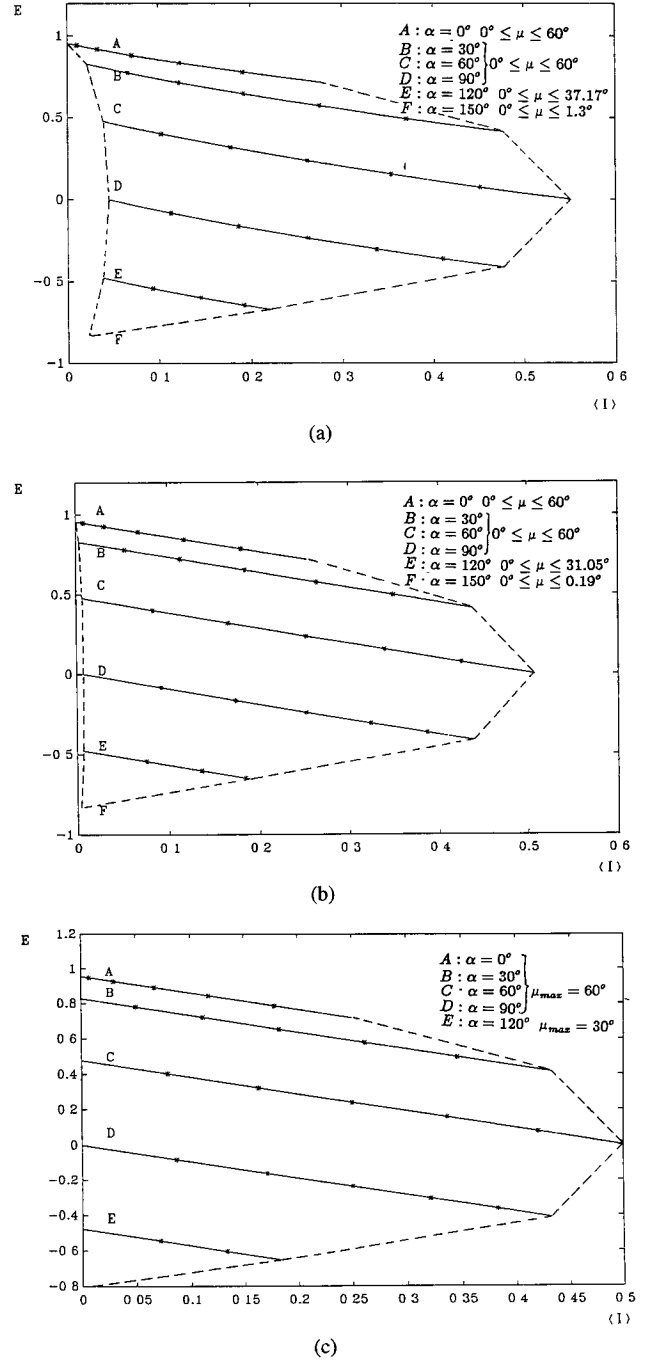 E
A : α = 0° 0° ≤ μ ≤ 60°
B : α = 30°
C : α = 60° 0° ≤ μ ≤ 60°
D : α = 90°
E : α = 120° 0° ≤ μ ≤ 37.17°
F : α = 150° 0° ≤ μ ≤ 1.3°
A
B
C
D
E
F
1
0.5
0
−0 5
−1
0 0 1 0 2 0 3 0.4 0.5 0 6
⟨I⟩
(a)
E
A : α = 0° 0° ≤ μ ≤ 60°
B : α = 30°
C : α = 60° 0° ≤ μ ≤ 60°
D : α = 90°
E : α = 120° 0° ≤ μ ≤ 31.05°
F · α = 150° 0° ≤ μ ≤ 0.19°
A
B
C
D
E
F
1
0.5
0
−0 5
−1
0 0 1 0 2 0 3 0.4 0.5 0 6
⟨I⟩
(b)
E
A : α = 0°
B : α = 30°
C · α = 60° μmax = 60°
D : α = 90°
E : α = 120° μmax = 30°
A
B
C
D
E
1.2
1
0.8
0.6
0.4
0.2
0
−0.2
−0.4
−0.6
−0 8
0 0 05 0 1 0 15 0.2 0.25 0 3 0 35 0 4 0 45 0 5
⟨I⟩
(c)